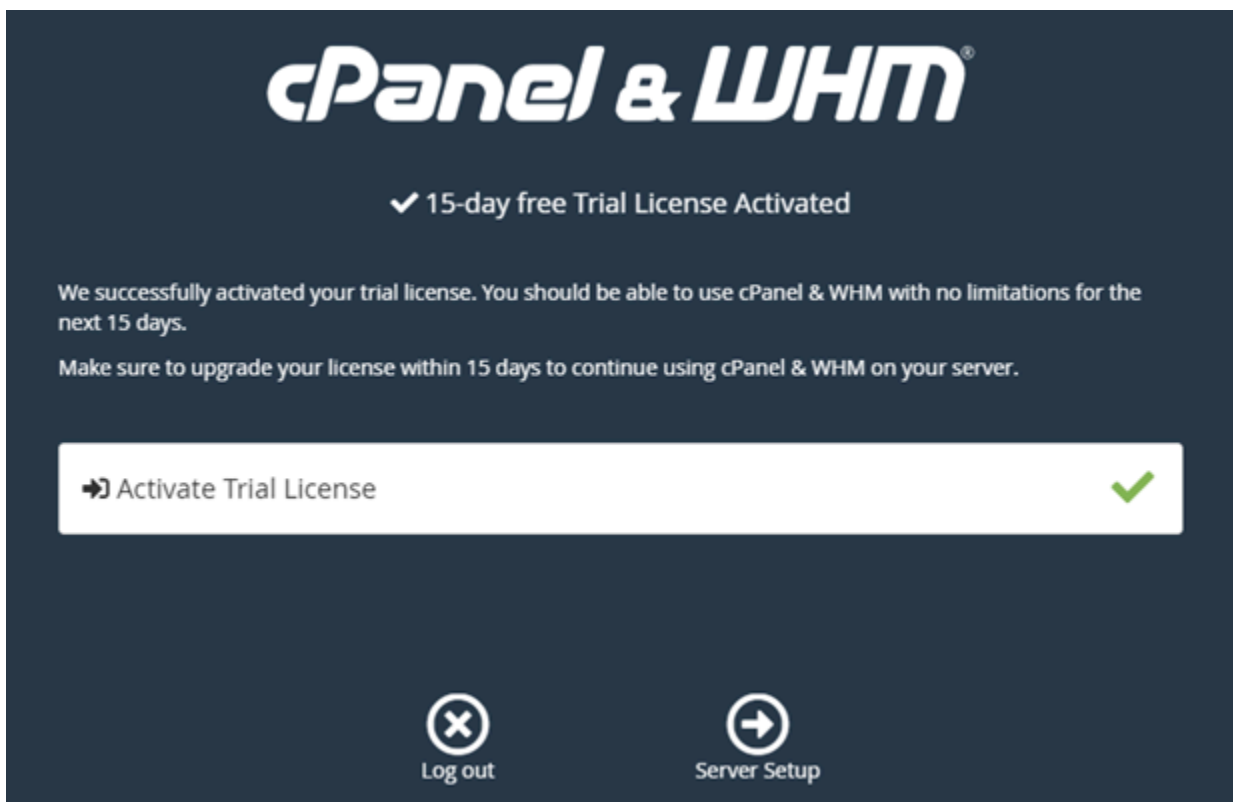 cPanel & WHM®
✔ 15-day free Trial License Activated
We successfully activated your trial license. You should be able to use cPanel & WHM with no limitations for the
next 15 days.
Make sure to upgrade your license within 15 days to continue using cPanel & WHM on your server.
Activate Trial License
Log out
Server Setup